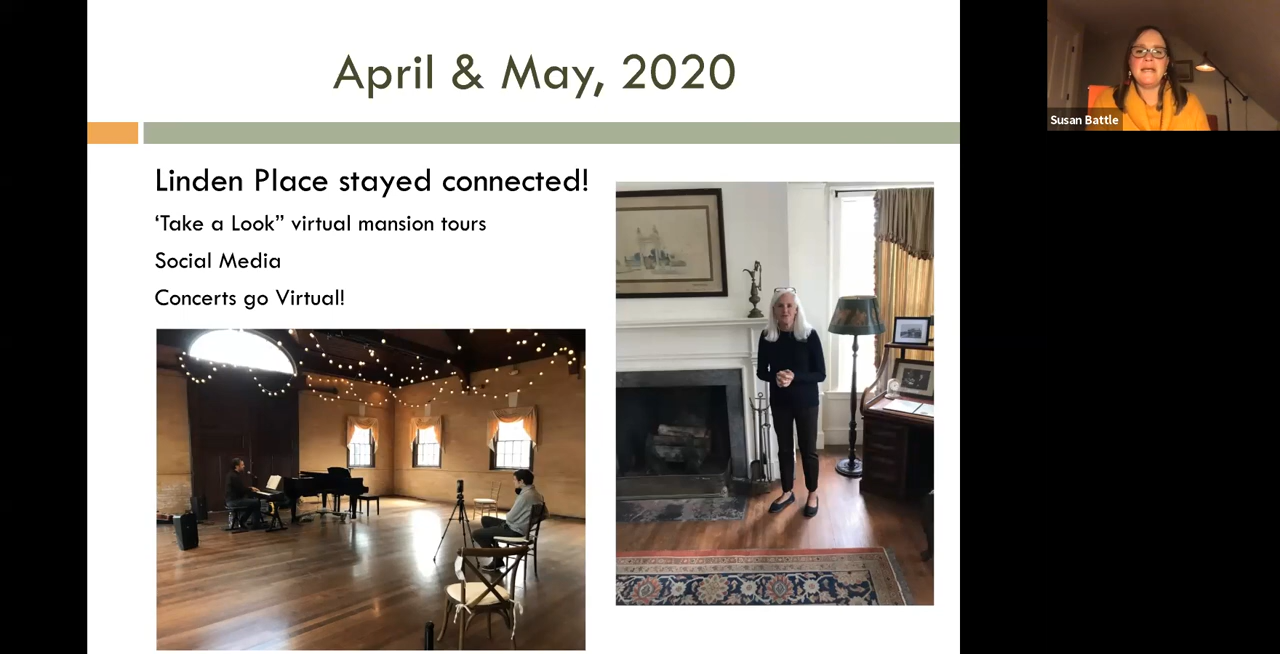 April & May, 2020
Linden Place stayed connected!
‘Take a Look” virtual mansion tours
Social Media
Concerts go Virtual!
Susan Battle